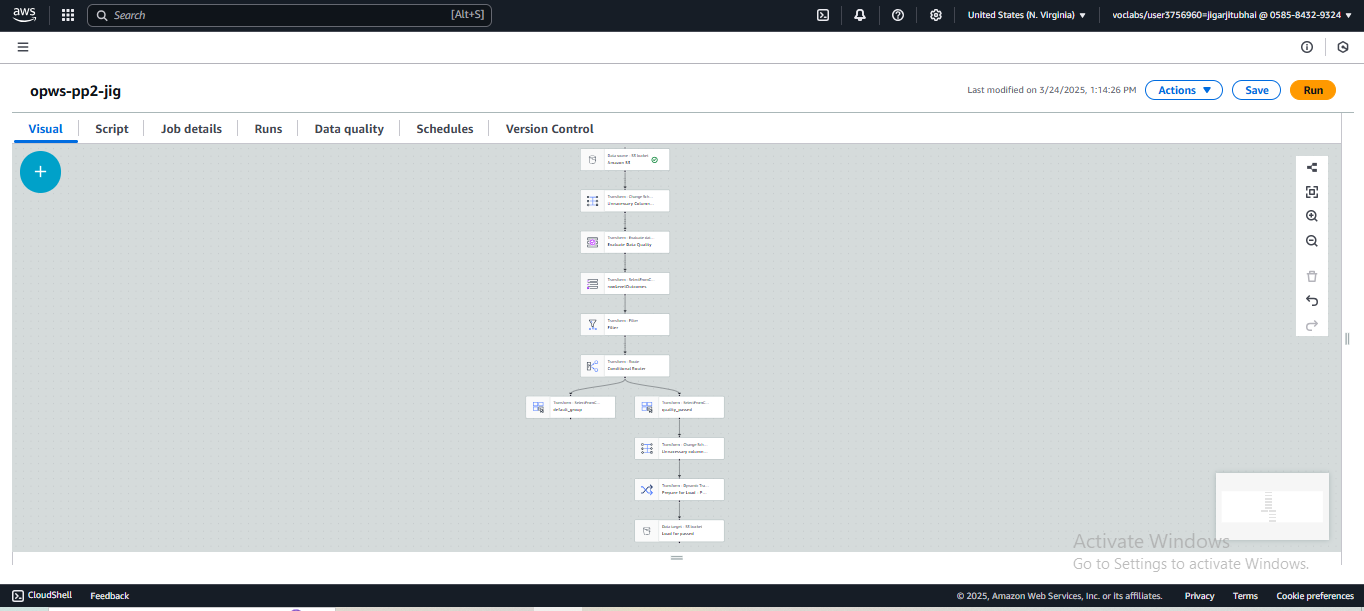 aws
Search
[Alt+S]
United States (N. Virginia) ▼
voclabs/user3756960=jigarjitubhai @ 0585-8432-9324 ▼
opws-pp2-jig
Last modified on 3/24/2025, 1:14:26 PM
Actions ▼
Save
Run
Visual
Script
Job details
Runs
Data quality
Schedules
Version Control
+
Data source - S3 bucket
Amazon S3
Transform - Change Sch...
Unnecessary Column...
Transform - Evaluate da...
Evaluate Data Quality
Transform - SelectFromC...
rowLevelOutcomes
Transform - Filter
Filter
Transform - Route
Conditional Router
Transform - SelectFromC...
default_group
Transform - SelectFromC...
quality_passed
Transform - Change Sch...
Unnecessary column...
Transform - Dynamic Tra...
Prepare for Load - P...
Data target - S3 bucket
Load for passed
Activate Windows
Go to Settings to activate Windows.
CloudShell
Feedback
© 2025, Amazon Web Services, Inc. or its affiliates.
Privacy
Terms
Cookie preferences